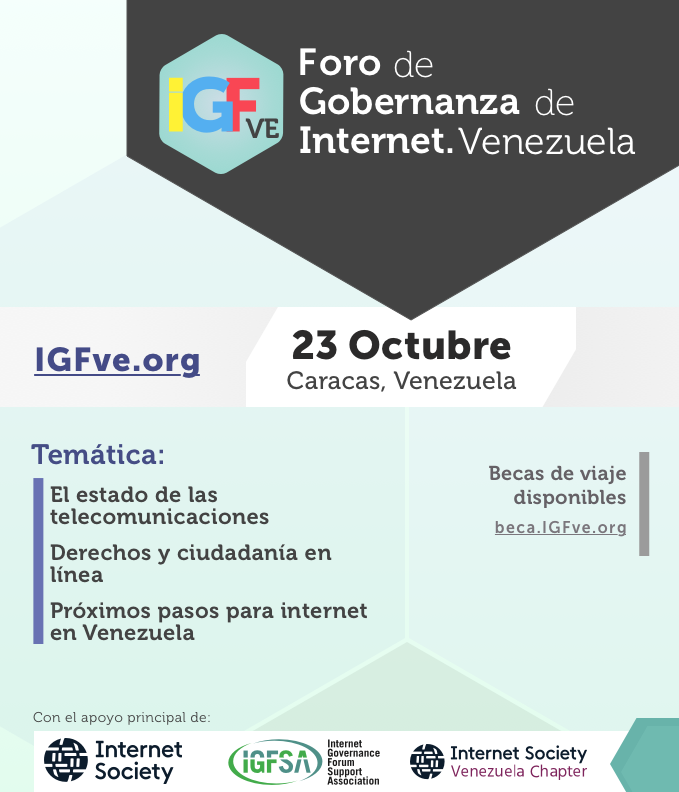 iGF VE
Foro de
Gobernanza de
Internet. Venezuela
IGFve.org
23 Octubre
Caracas, Venezuela
Temática:
El estado de las
telecomunicaciones
Derechos y ciudadanía en
línea
Próximos pasos para internet
en Venezuela
Becas de viaje
disponibles
beca.IGFve.org
Con el apoyo principal de:
Internet
Society
iGFSA
Internet
Governance
Forum
Support
Association
Internet Society
Venezuela Chapter